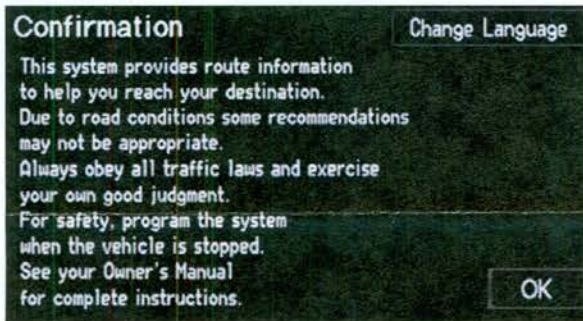 Confirmation
Change Language
This system provides route information
to help you reach your destination.
Due to road conditions some recommendations
may not be appropriate.
Always obey all traffic laws and exercise
your own good judgment.
For safety, program the system
when the vehicle is stopped.
See your Owner's Manual
for complete instructions.
OK